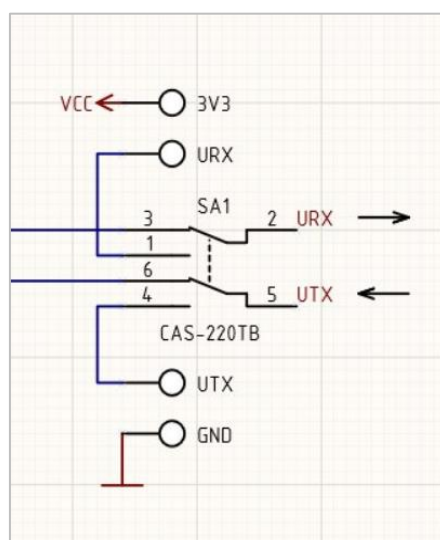 VCC 3V3
URX
SA1
3 2 URX
1
6
4 5 UTX
CAS-220TB
UTX
GND